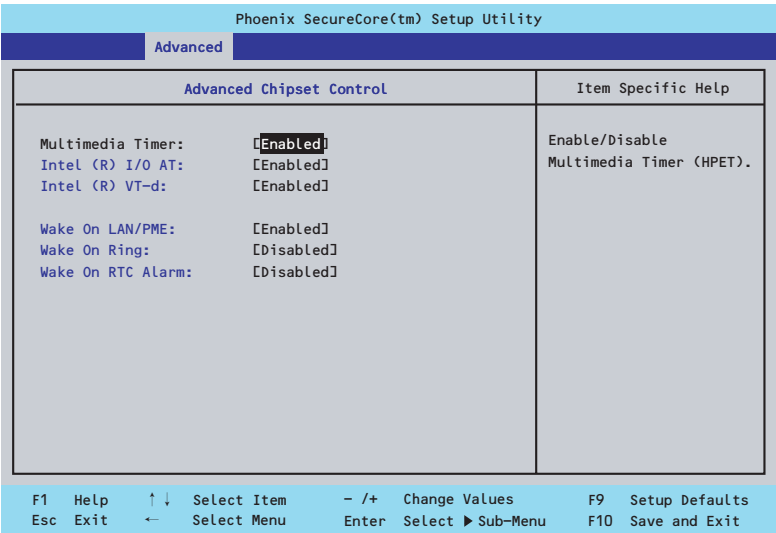 Phoenix SecureCore(tm) Setup Utility
Advanced
Advanced Chipset Control
Item Specific Help
Multimedia Timer: [Enabled]
Intel (R) I/O AT: [Enabled]
Intel (R) VT-d: [Enabled]
Wake On LAN/PME: [Enabled]
Wake On Ring: [Disabled]
Wake On RTC Alarm: [Disabled]
Enable/Disable
Multimedia Timer (HPET).
F1 Help ↑↓ Select Item - /+ Change Values F9 Setup Defaults
Esc Exit ← Select Menu Enter Select ▶ Sub-Menu F10 Save and Exit